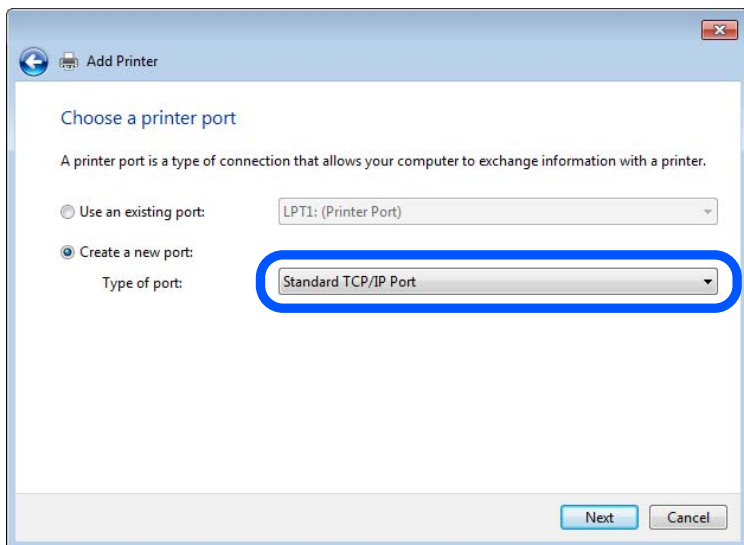 Add Printer
Choose a printer port
A printer port is a type of connection that allows your computer to exchange information with a printer.
Use an existing port: LPT1: (Printer Port)
Create a new port:
Type of port: Standard TCP/IP Port
Next Cancel